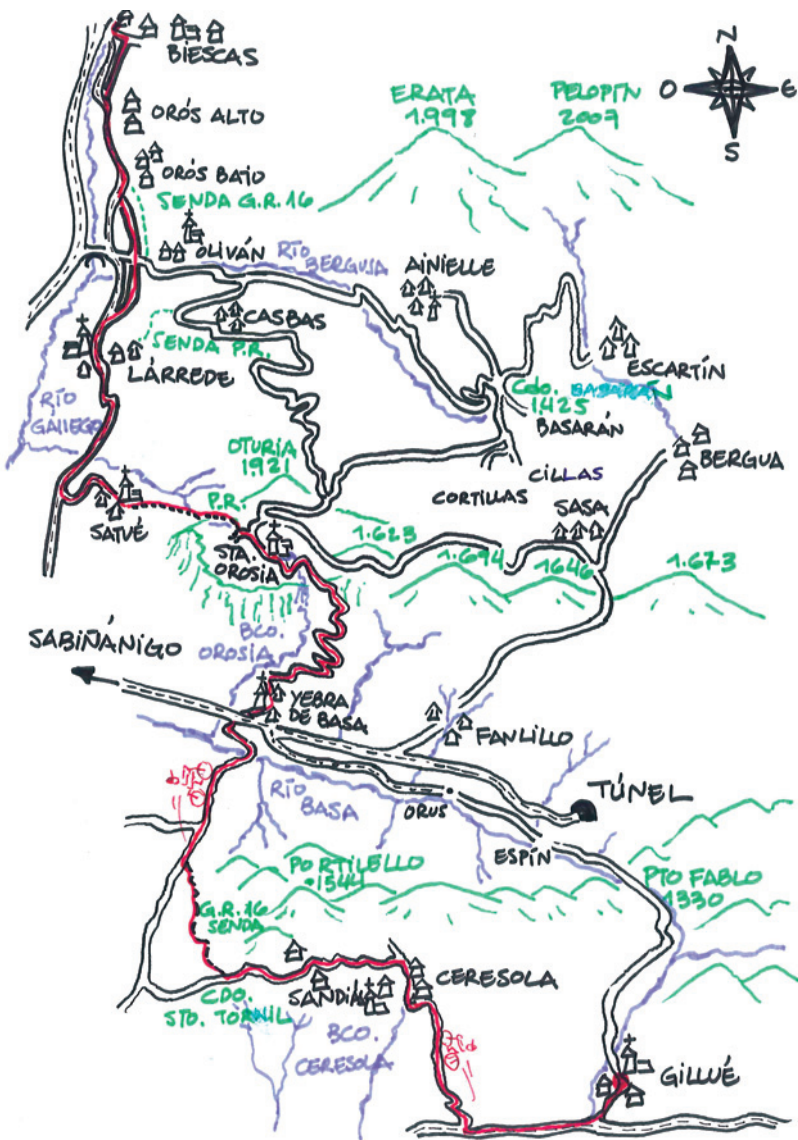 BIESCAS
ERATA
1.998
PELOPÍN
2007
N
O
E
S
ORÓS ALTO
ORÓS BAJO
SENDA G.R. 16
OLIVÁN
RÍO
BERGUSA
AINIELLE
CASBAS
SENDA P.R.
LÁRREDE
ESCARTÍN
Cdo. BASARÁN
1.425
BASARÁN
RÍO
GALLEGO
OTURIA
1921
CILLAS
BERGUA
CORTILLAS
SASA
P.R.
SATUÉ
STA.
OROSIA
1.623
1.694
1646
1.673
BCO.
OROSIA
SABIÑÁNIGO
YEBRA
DE BASA
FANLILLO
TÚNEL
RÍO
BASA
ORUS
ESPÍN
PORTILELLO
1544
PTO FABLO
1330
G.R. 16
SENDA
CERESOLA
CDO.
STO. TORNIL
SANDIAS
BCO.
CERESOLA
GILLUÉ